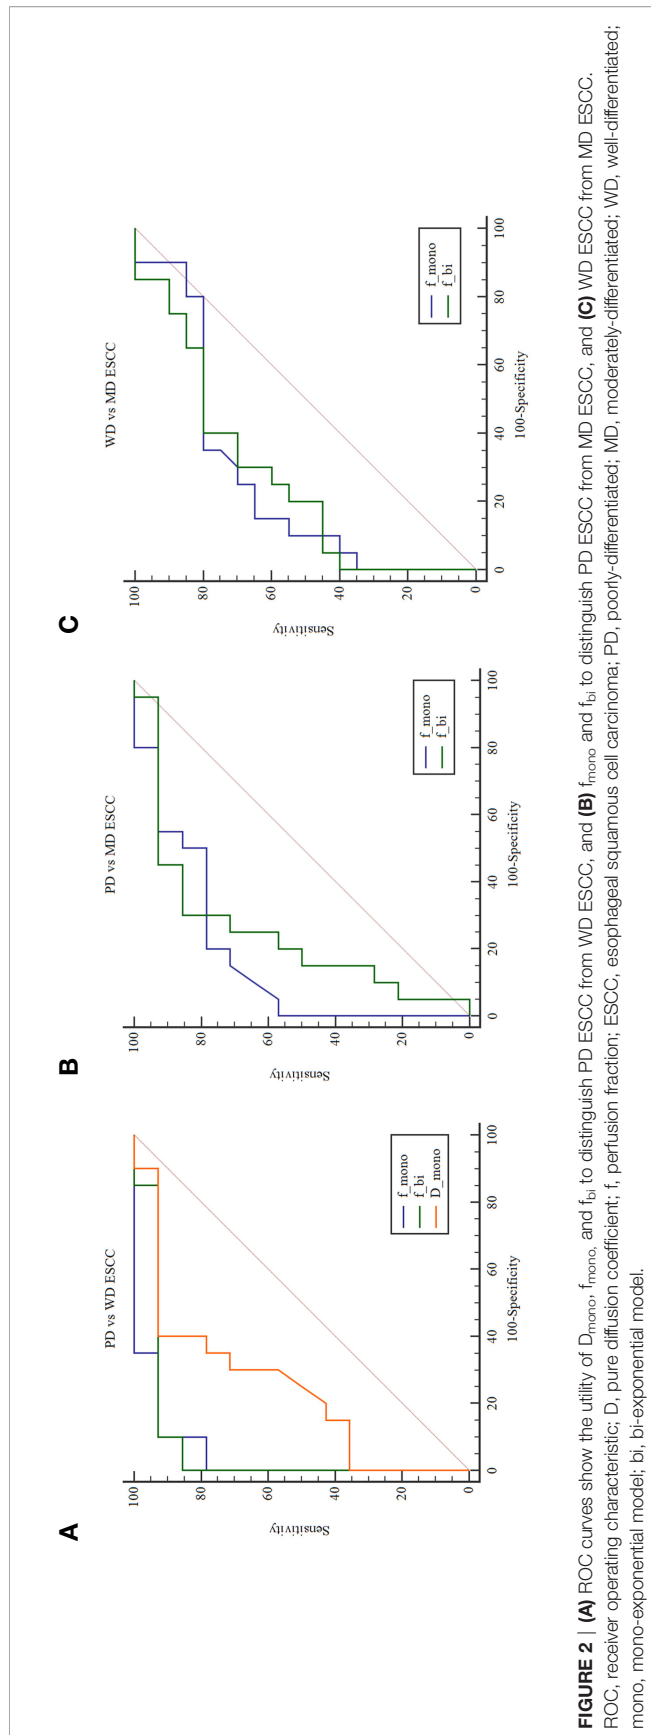 A
PD vs WD ESCC
Sensitivity
100
80
60
40
20
0
0
20
40
60
80
100
100-Specificity
f_mono
f_bi
D_mono
B
PD vs MD ESCC
Sensitivity
100
80
60
40
20
0
0
20
40
60
80
100
100-Specificity
f_mono
f_bi
C
WD vs MD ESCC
Sensitivity
100
80
60
40
20
0
0
20
40
60
80
100
100-Specificity
f_mono
f_bi
FIGURE 2 | (A) ROC curves show the utility of Dmono, fmono, and fbi to distinguish PD ESCC from WD ESCC, and (B) fmono and fbi to distinguish PD ESCC from MD ESCC, and (C) WD ESCC from MD ESCC.
ROC, receiver operating characteristic; D, pure diffusion coefficient; f, perfusion fraction; ESCC, esophageal squamous cell carcinoma; PD, poorly-differentiated; MD, moderately-differentiated; WD, well-differentiated;
mono, mono-exponential model; bi, bi-exponential model.